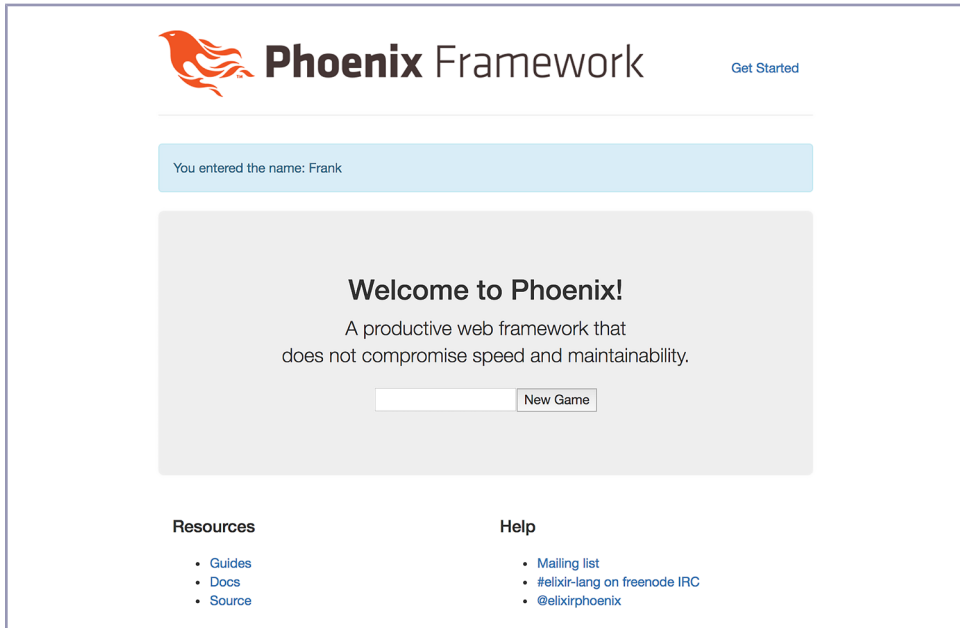 Phoenix Framework
TM
Get Started
You entered the name: Frank
Welcome to Phoenix!
A productive web framework that
does not compromise speed and maintainability.
New Game
Resources
Guides
Docs
Source
Help
Mailing list
#elixir-lang on freenode IRC
@elixirphoenix